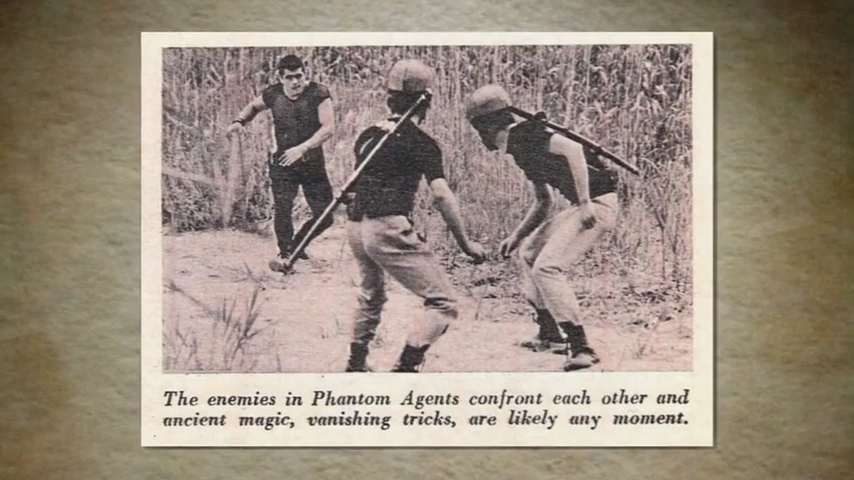 The enemies in Phantom Agents confront each other and
ancient magic, vanishing tricks, are likely any moment.